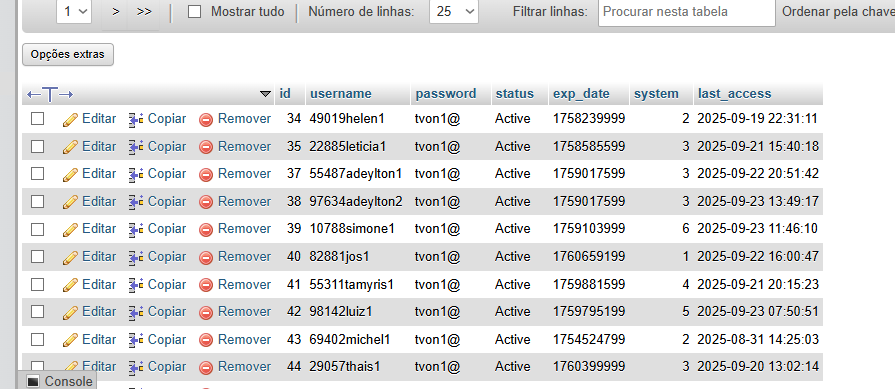 1 > >> Mostrar tudo Número de linhas: 25 Filtrar linhas: Procurar nesta tabela Ordenar pela chave
Opções extras
id username password status exp_date system last_access
Editar Copiar Remover 34 49019helen1 tvon1@ Active 1758239999 2 2025-09-19 22:31:11
Editar Copiar Remover 35 22885leticia1 tvon1@ Active 1758585599 3 2025-09-21 15:40:18
Editar Copiar Remover 37 55487adeylton1 tvon1@ Active 1759017599 3 2025-09-22 20:51:42
Editar Copiar Remover 38 97634adeylton2 tvon1@ Active 1759017599 3 2025-09-23 13:49:17
Editar Copiar Remover 39 10788simone1 tvon1@ Active 1759103999 6 2025-09-23 11:46:10
Editar Copiar Remover 40 82881jos1 tvon1@ Active 1760659199 1 2025-09-22 16:00:47
Editar Copiar Remover 41 55311tamyris1 tvon1@ Active 1759881599 4 2025-09-21 20:15:23
Editar Copiar Remover 42 98142luiz1 tvon1@ Active 1759795199 5 2025-09-23 07:50:51
Editar Copiar Remover 43 69402michel1 tvon1@ Active 1754524799 2 2025-08-31 14:25:03
Editar Copiar Remover 44 29057thais1 tvon1@ Active 1760399999 3 2025-09-20 13:02:14
Console